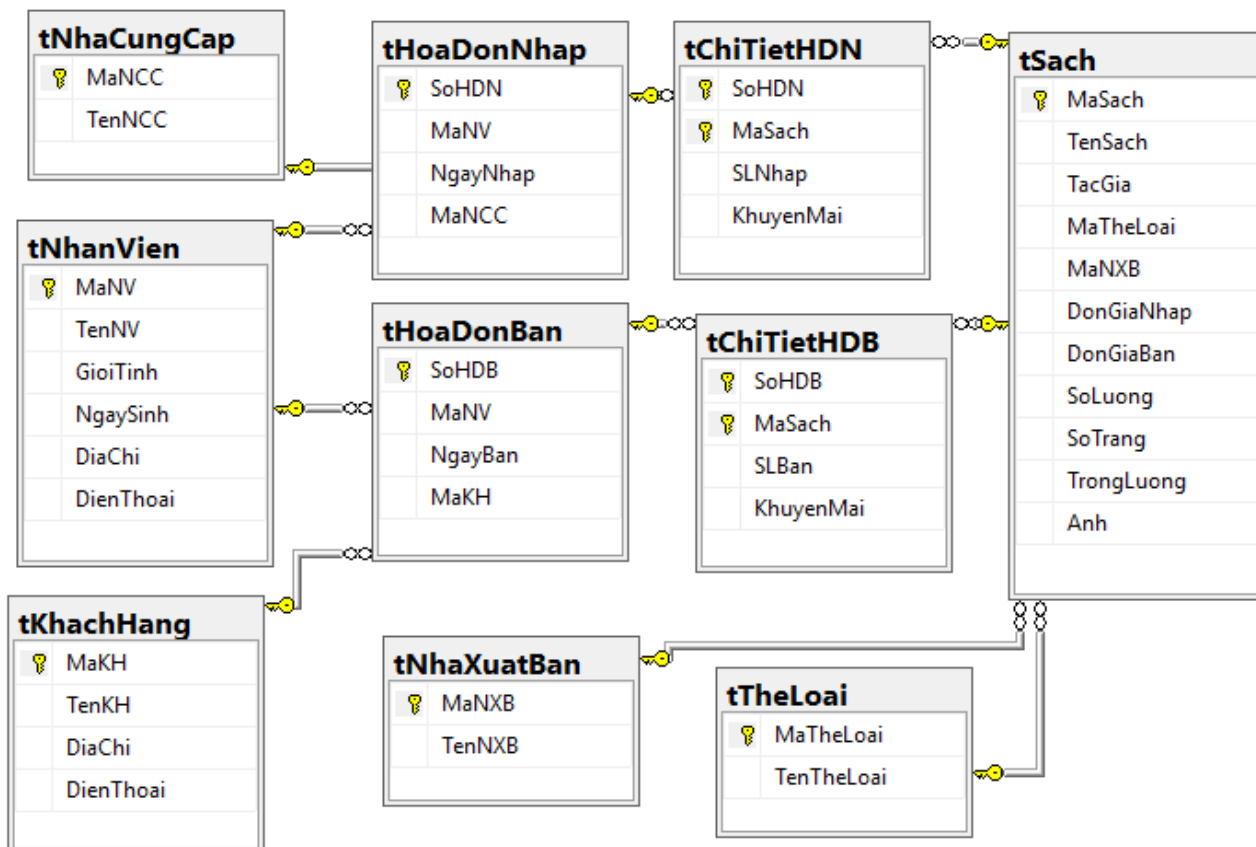 tNhaCungCap
MaNCC
TenNCC
tHoaDonNhap
SoHDN
MaNV
NgayNhap
MaNCC
tChiTietHDN
SoHDN
MaSach
SLNhap
KhuyenMai
tSach
MaSach
TenSach
TacGia
MaTheLoai
MaNXB
DonGiaNhap
DonGiaBan
SoLuong
SoTrang
TrongLuong
Anh
tNhanVien
MaNV
TenNV
GioiTinh
NgaySinh
DiaChi
DienThoai
tHoaDonBan
SoHDB
MaNV
NgayBan
MaKH
tChiTietHDB
SoHDB
MaSach
SLBan
KhuyenMai
tKhachHang
MaKH
TenKH
DiaChi
DienThoai
tNhaXuatBan
MaNXB
TenNXB
tTheLoai
MaTheLoai
TenTheLoai